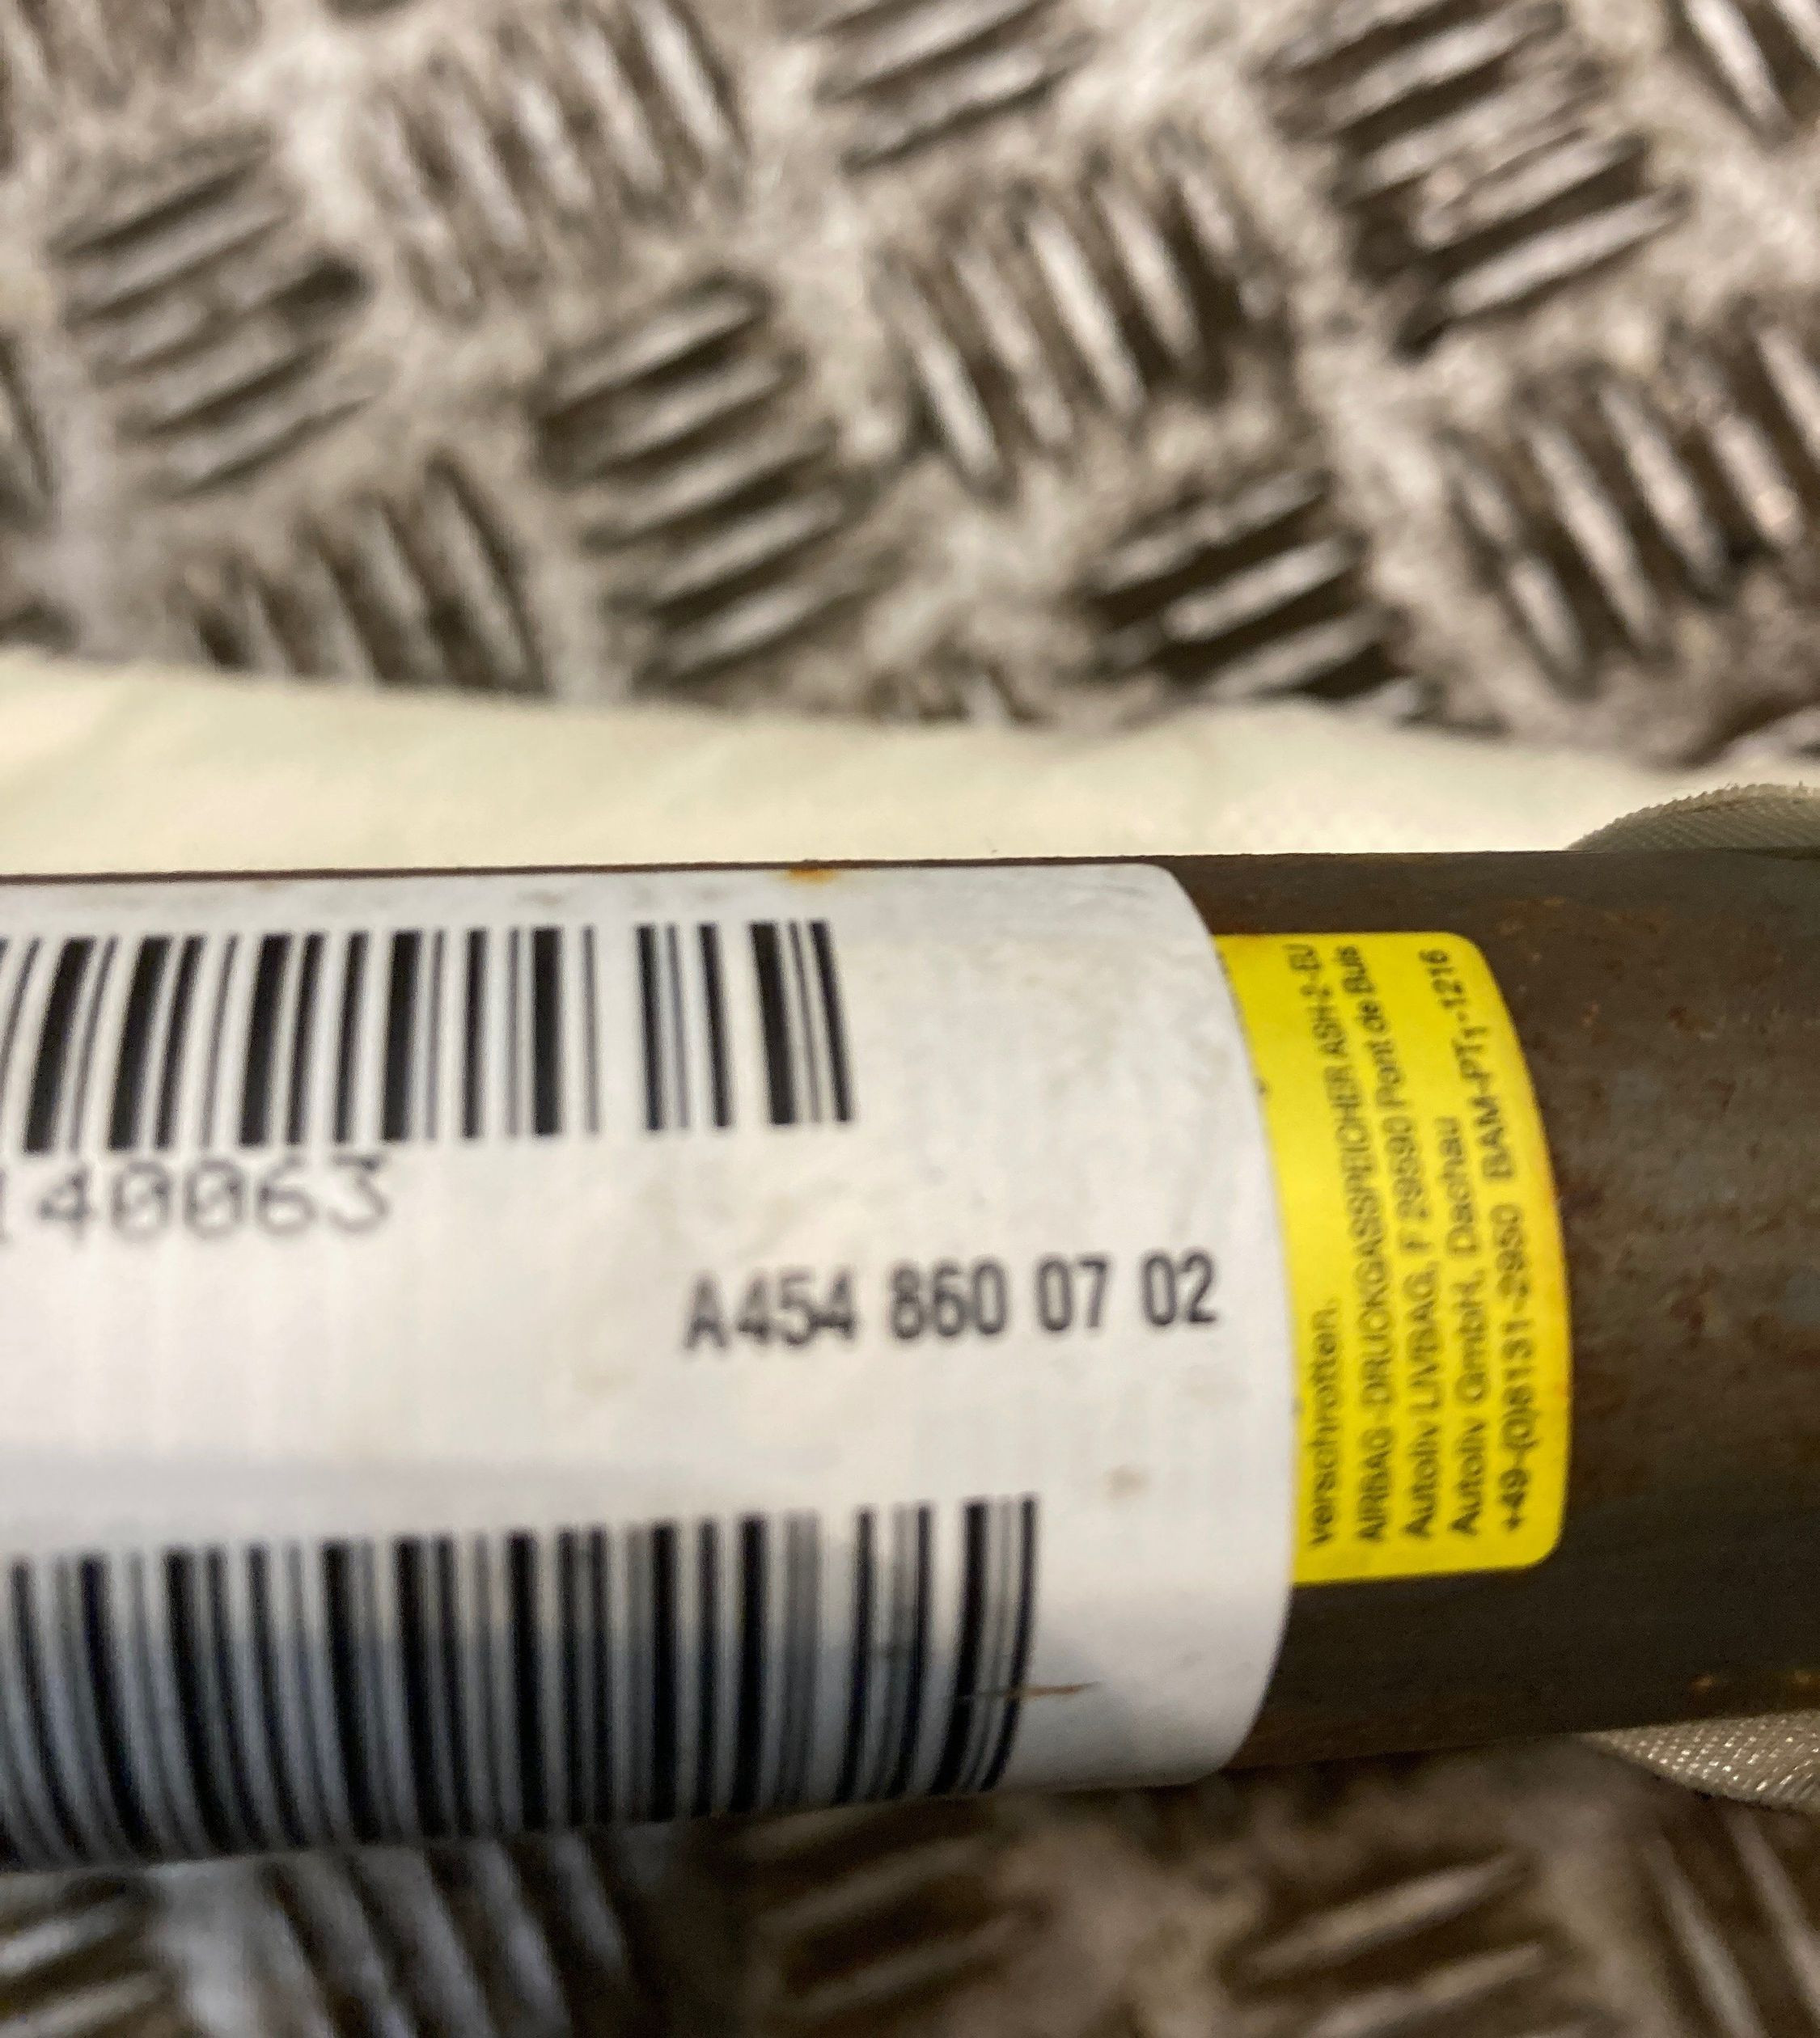 140063
A454 860 07 02
verschrotten.
AIRBAG-DRUCKGASSPEICHER ASH-2-EU
Autoliv LIVBAG, F 29590 Pont de Buis
Autoliv GmbH, Dachau
+49-(0)8131-2950 BAM-PT1-1216